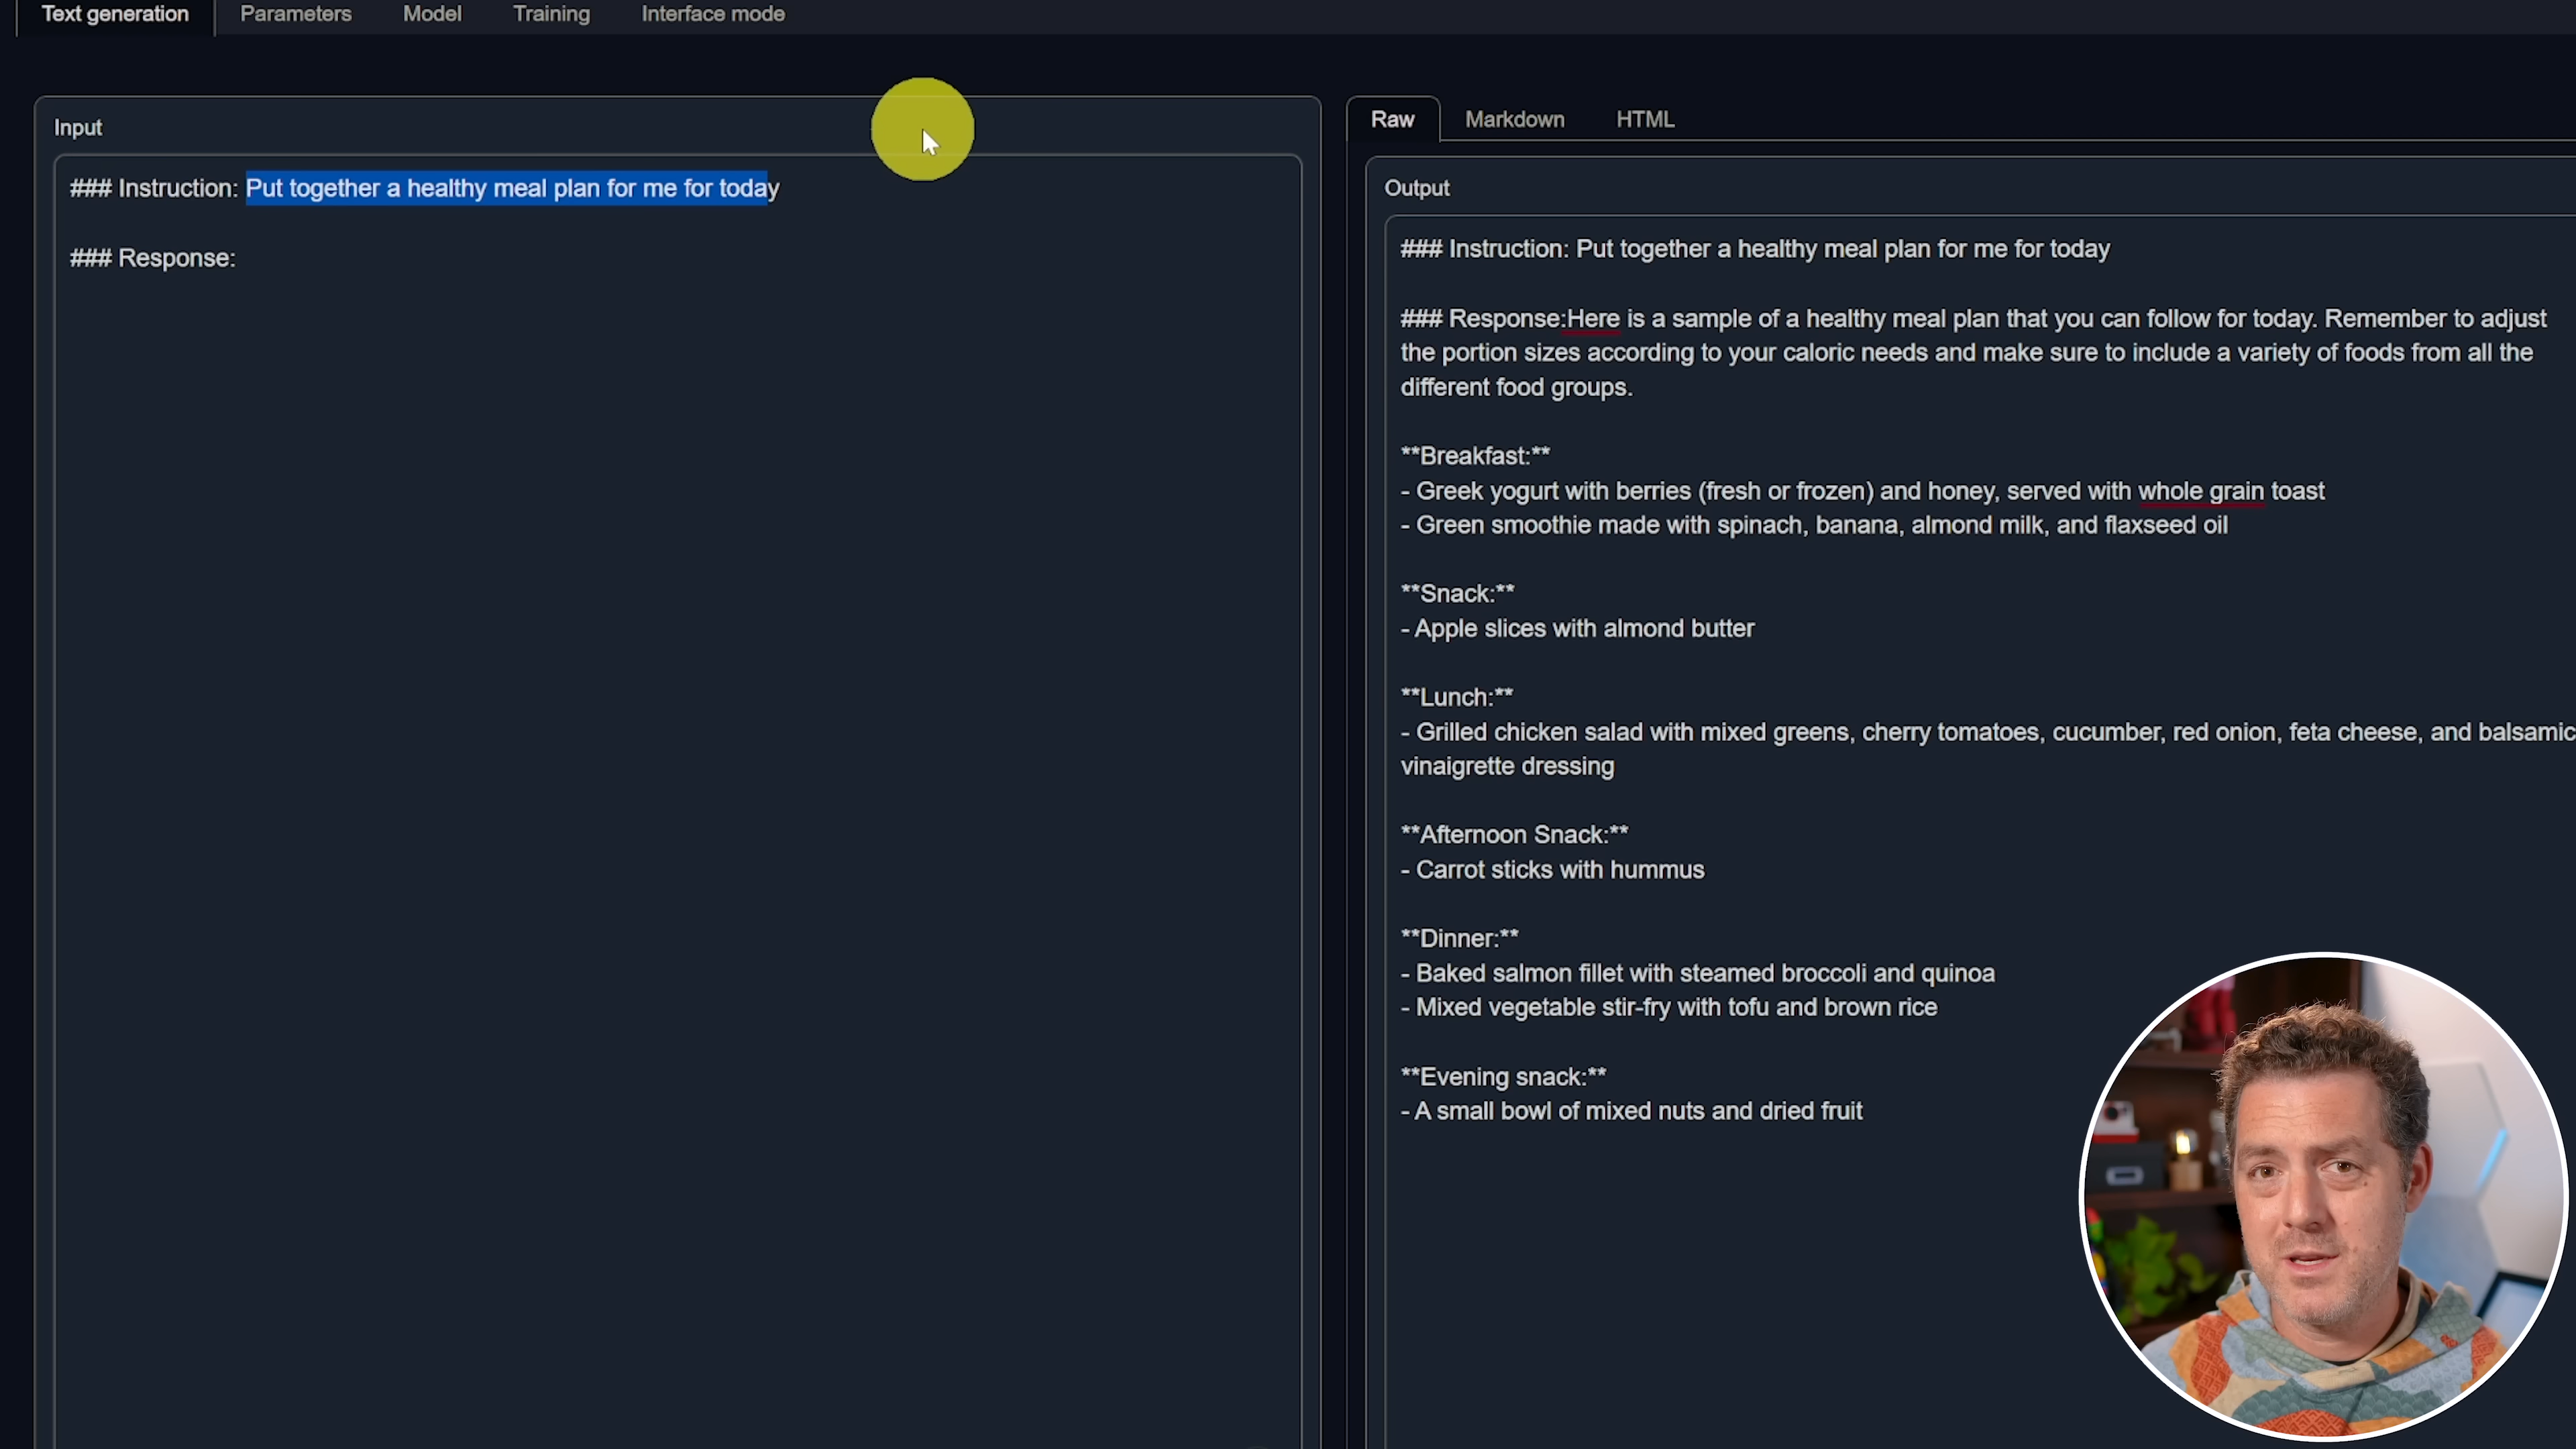 Text generation Parameters Model Training Interface mode
Input
### Instruction: Put together a healthy meal plan for me for today
### Response:
Raw Markdown HTML
Output
### Instruction: Put together a healthy meal plan for me for today
### Response:Here is a sample of a healthy meal plan that you can follow for today. Remember to adjust
the portion sizes according to your caloric needs and make sure to include a variety of foods from all the
different food groups.
**Breakfast:**
- Greek yogurt with berries (fresh or frozen) and honey, served with whole grain toast
- Green smoothie made with spinach, banana, almond milk, and flaxseed oil
**Snack:**
- Apple slices with almond butter
**Lunch:**
- Grilled chicken salad with mixed greens, cherry tomatoes, cucumber, red onion, feta cheese, and balsamic
vinaigrette dressing
**Afternoon Snack:**
- Carrot sticks with hummus
**Dinner:**
- Baked salmon fillet with steamed broccoli and quinoa
- Mixed vegetable stir-fry with tofu and brown rice
**Evening snack:**
- A small bowl of mixed nuts and dried fruit